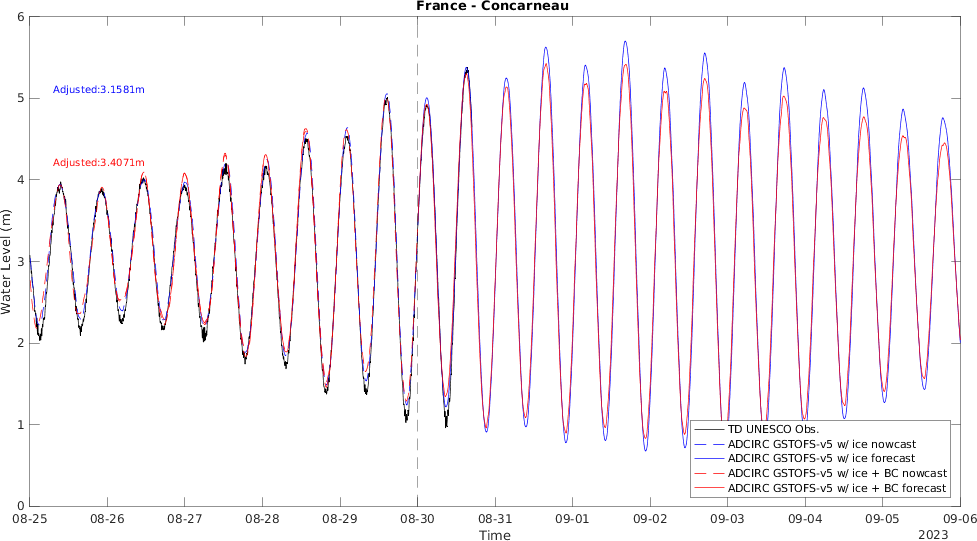 France - Concarneau
Water Level (m)
6
5
4
3
2
1
0
Adjusted:3.1581m
Adjusted:3.4071m
TD UNESCO Obs.
ADCIRC GSTOFS-v5 w/ ice nowcast
ADCIRC GSTOFS-v5 w/ ice forecast
ADCIRC GSTOFS-v5 w/ ice + BC nowcast
ADCIRC GSTOFS-v5 w/ ice + BC forecast
08-25 08-26 08-27 08-28 08-29 08-30 08-31 09-01 09-02 09-03 09-04 09-05 09-06
Time
2023